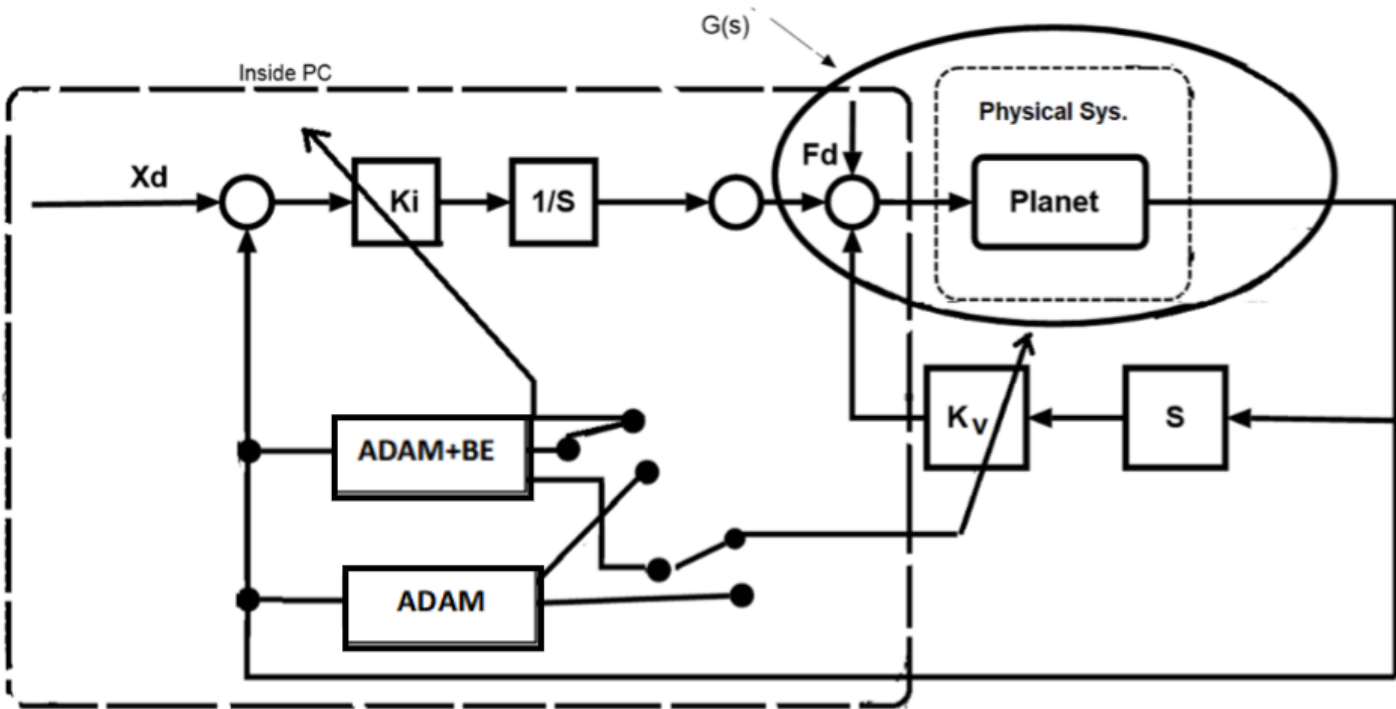 G(s)
Inside PC
Physical Sys.
Xd
Ki
1/S
Fd
Planet
Kv
S
ADAM+BE
ADAM